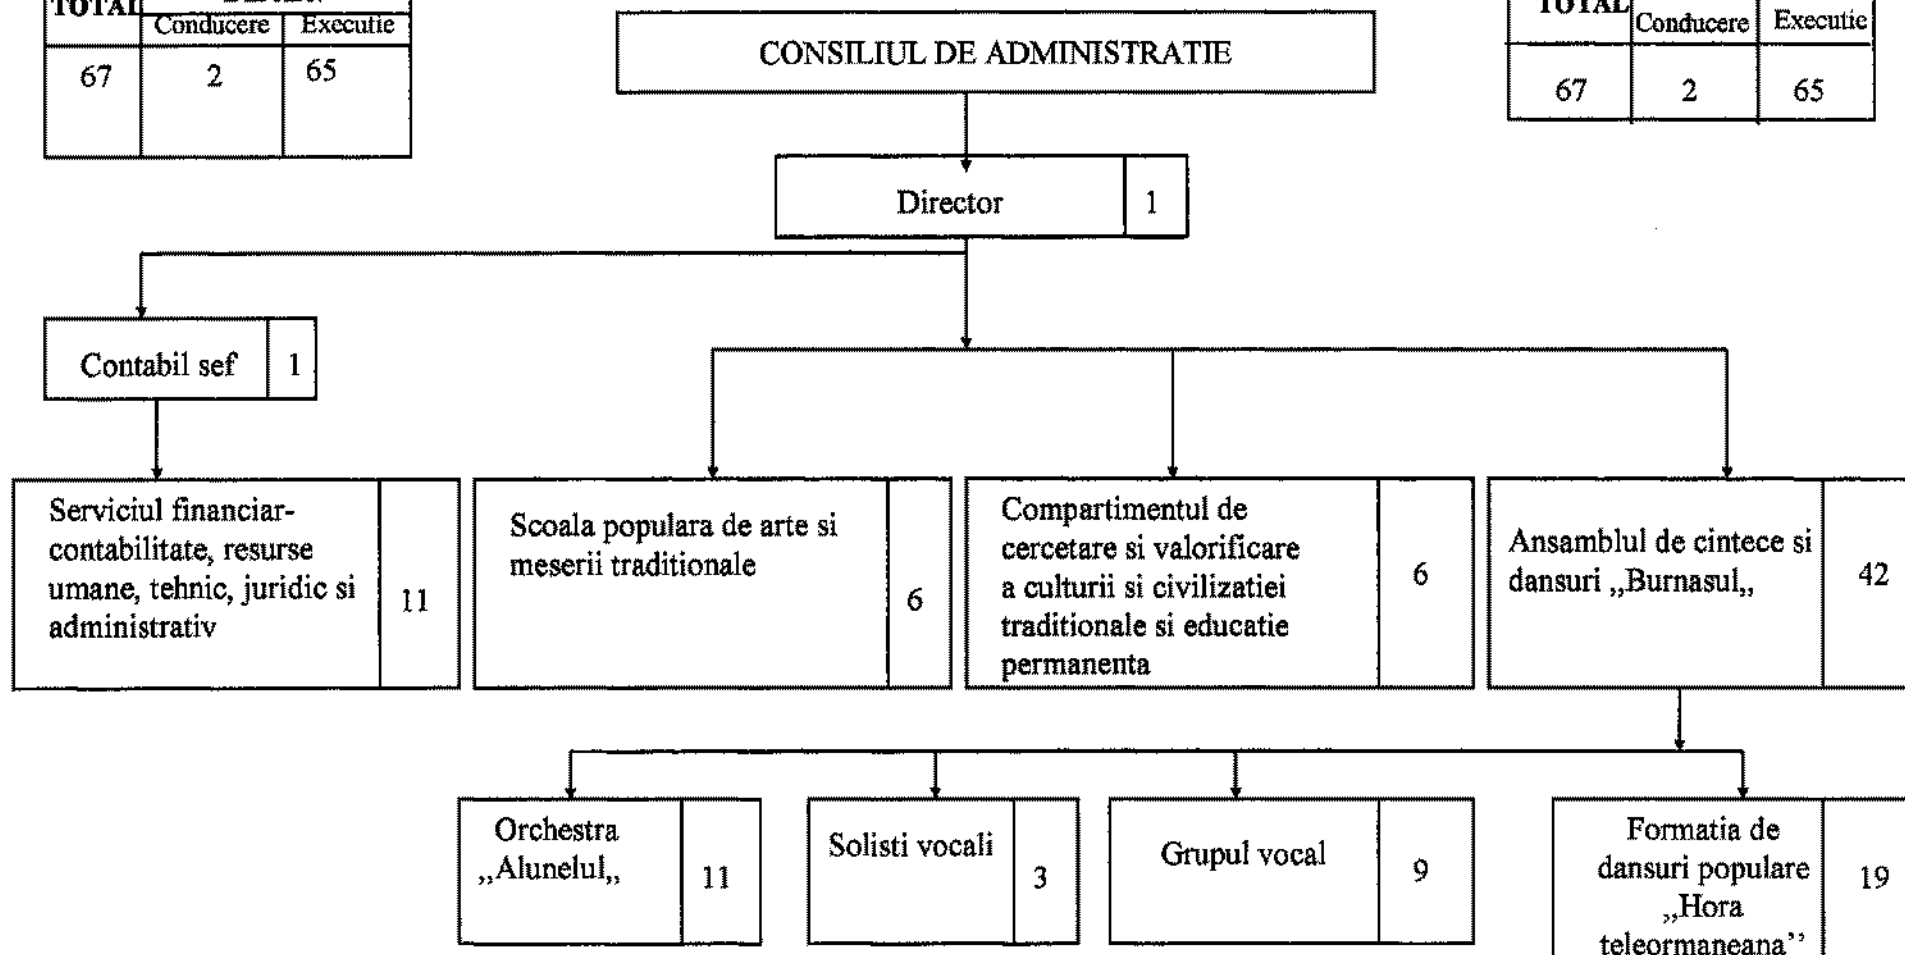 TOTAL
Conducere Executie
67 2 65
TOTAL
Conducere Executie
67 2 65
CONSILIUL DE ADMINISTRATIE
Director 1
Contabil sef 1
Serviciul financiar-
contabilitate, resurse
umane, tehnic, juridic si
administrativ
11
Scoala populara de arte si
meserii traditionale
6
Compartimentul de
cercetare si valorificare
a culturii si civilizatiei
traditionale si educatie
permanenta
6
Ansamblul de cintece si
dansuri ,,Burnasul,,
42
Orchestra
,,Alunelul,,
11
Solisti vocali
3
Grupul vocal
9
Formatia de
dansuri populare
,,Hora
teleormaneana’’
19